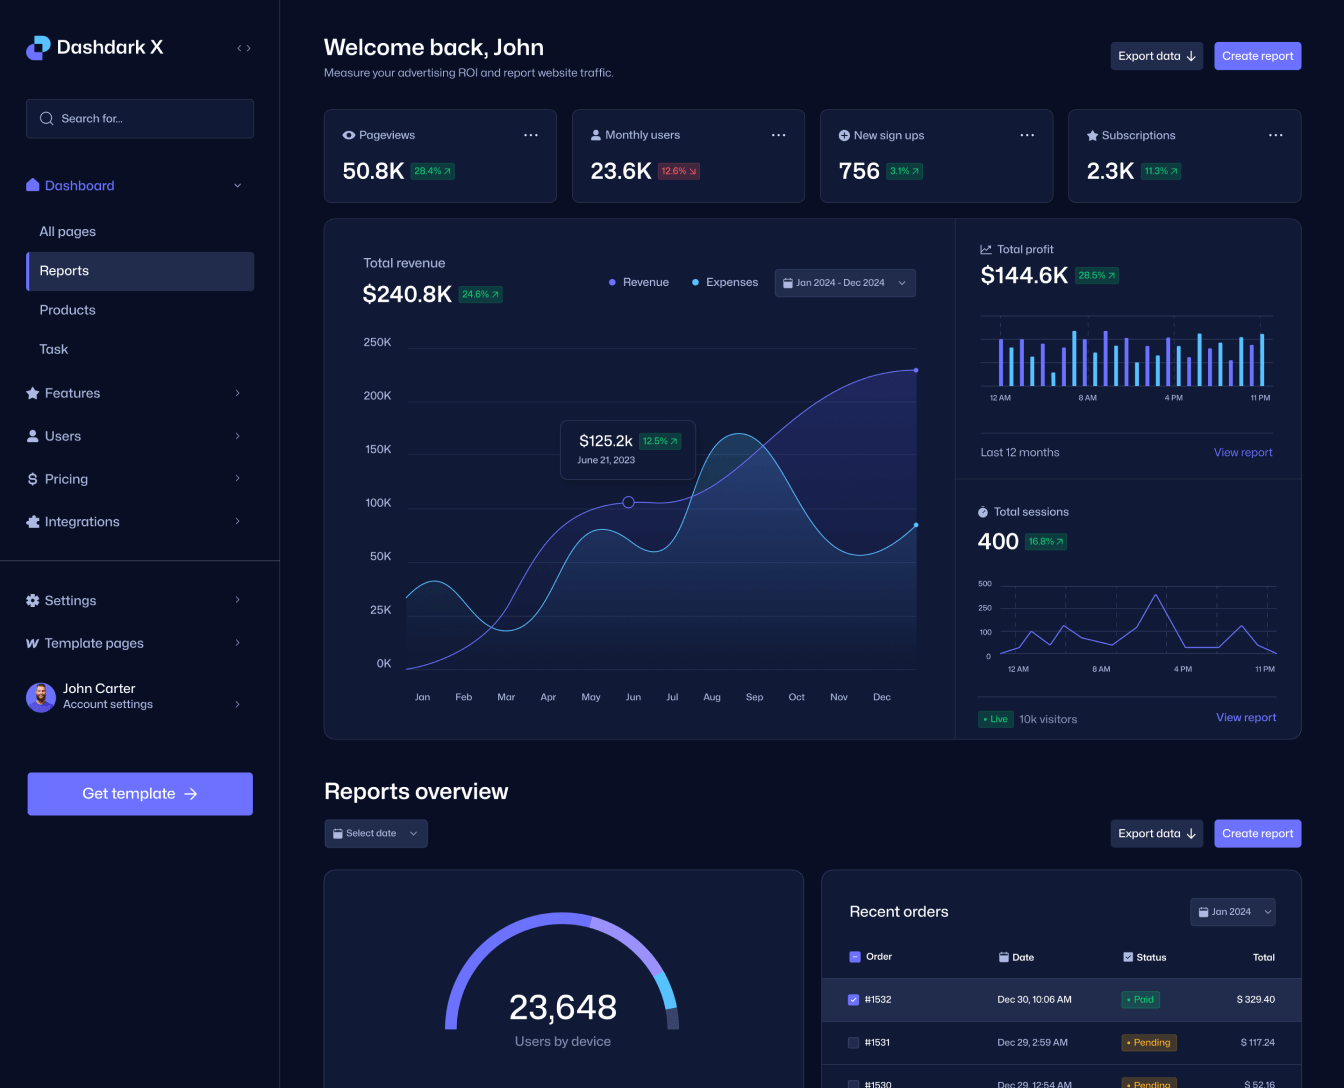 Dashdark X
Search for...
Dashboard
All pages
Reports
Products
Task
Features
Users
$ Pricing
Integrations
Settings
W Template pages
John Carter
Account settings
Get template →
Welcome back, John
Measure your advertising ROI and report website traffic.
Export data ↓
Create report
Pageviews
50.8K 28.4%
Monthly users
23.6K 12.6%
New sign ups
756 3.1%
Subscriptions
2.3K 11.3%
Total revenue
$240.8K 24.6%
Revenue
Expenses
Jan 2024 - Dec 2024
250K
200K
150K
100K
50K
25K
0K
$125.2k 12.5%
June 21, 2023
Jan Feb Mar Apr May Jun Jul Aug Sep Oct Nov Dec
Total profit
$144.6K 28.5%
12 AM 8 AM 4 PM 11 PM
Last 12 months
View report
Total sessions
400 16.8%
500
250
100
0
12 AM 8 AM 4 PM 11 PM
• Live 10k visitors
View report
Reports overview
Select date
Export data ↓
Create report
23,648
Users by device
Recent orders
Jan 2024
Order Date Status Total
#1532 Dec 30, 10:06 AM • Paid $ 329.40
#1531 Dec 29, 2:59 AM • Pending $ 117.24
#1530 Dec 29, 12:54 AM • Pending $ 52.16